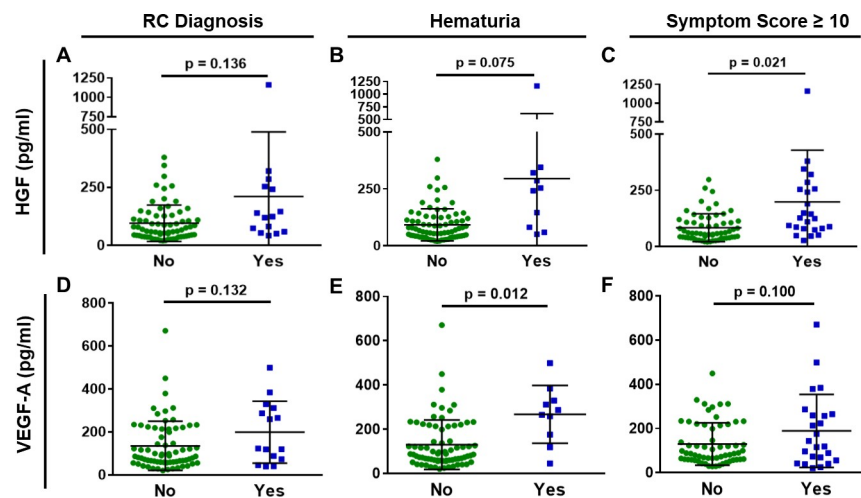 RC Diagnosis
Hematuria
Symptom Score ≥ 10
HGF (pg/ml)
A
p = 0.136
1250
1000
750
500
250
0
No
Yes
B
p = 0.075
1250
1000
750
500
500
250
0
No
Yes
C
p = 0.021
1250
1000
750
500
250
0
No
Yes
VEGF-A (pg/ml)
D
p = 0.132
800
600
400
200
0
No
Yes
E
p = 0.012
800
600
400
200
0
No
Yes
F
p = 0.100
800
600
400
200
0
No
Yes